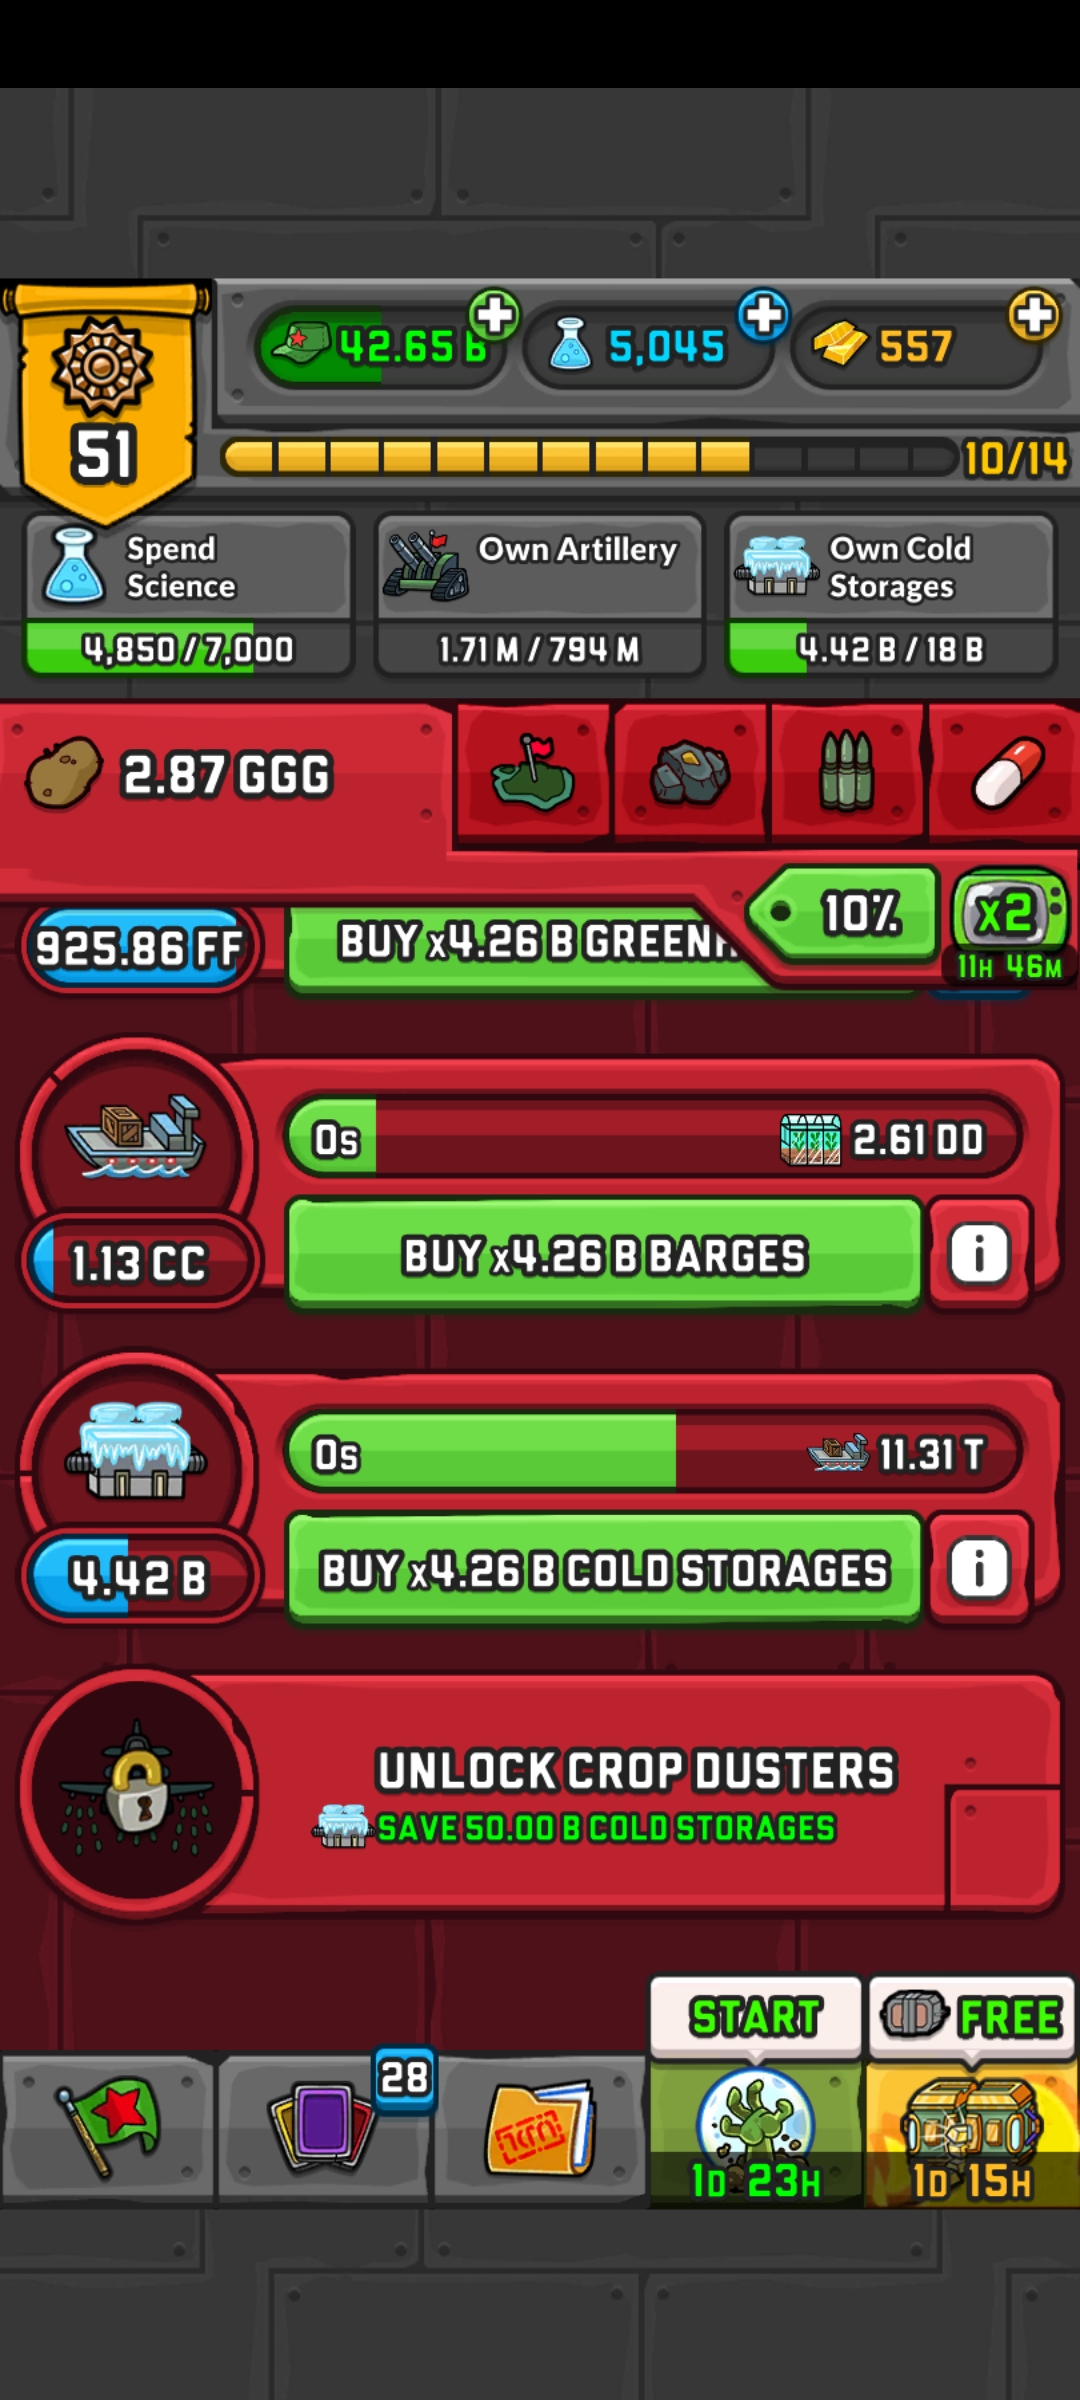 42.65 B
5,045
557
51
10/14
Spend
Science
4,850/7,000
Own Artillery
1.71 M / 794 M
Own Cold
Storages
4.42 B / 18 B
2.87 GGG
10%
x2
11H 46M
925.86 FF
BUY x4.26 B
0s
2.61 DD
1.13 CC
BUY x4.26 B BARGES
i
0s
11.31 T
4.42 B
BUY x4.26 B COLD STORAGES
i
UNLOCK CROP DUSTERS
SAVE 50.00 B COLD STORAGES
START
FREE
28
1D 23H
1D 15H